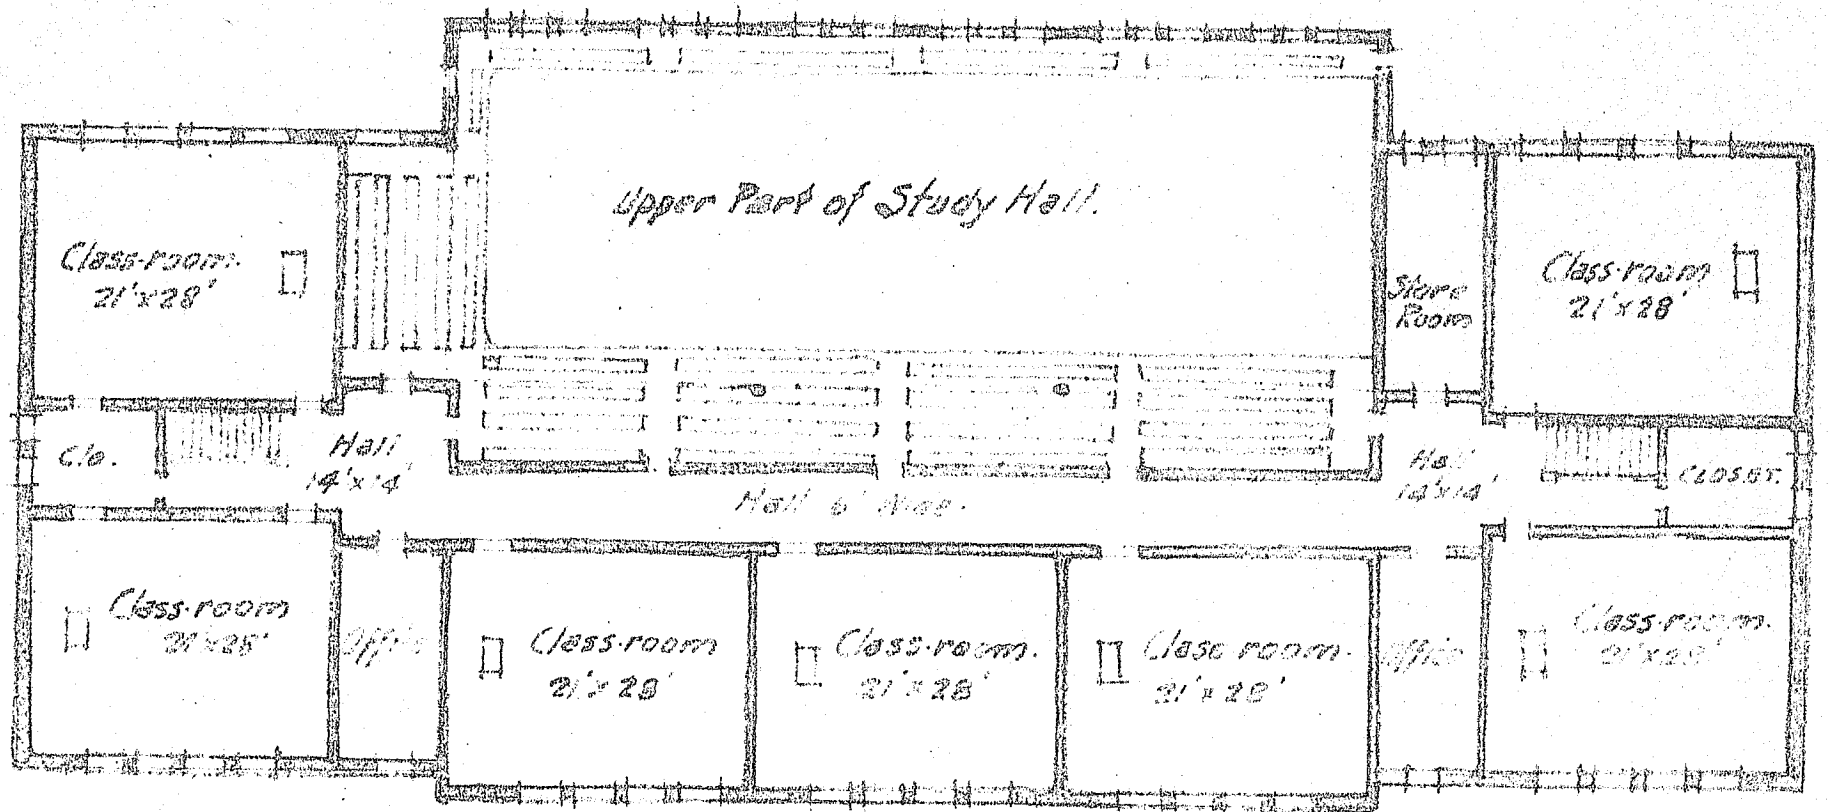 Upper Part of Study Hall.
Class-room.
21'x28'
Store
Room
Class-room
21'x28'
Clo.
Hall
14'x14'
Hall 6' Wide.
Hall
14'x14'
CLOSET.
Class-room
21'x28'
Office
Class-room
21'x28'
Class-room.
21'x28'
Class room.
21'x28'
Office
Class-room.
21'x28'